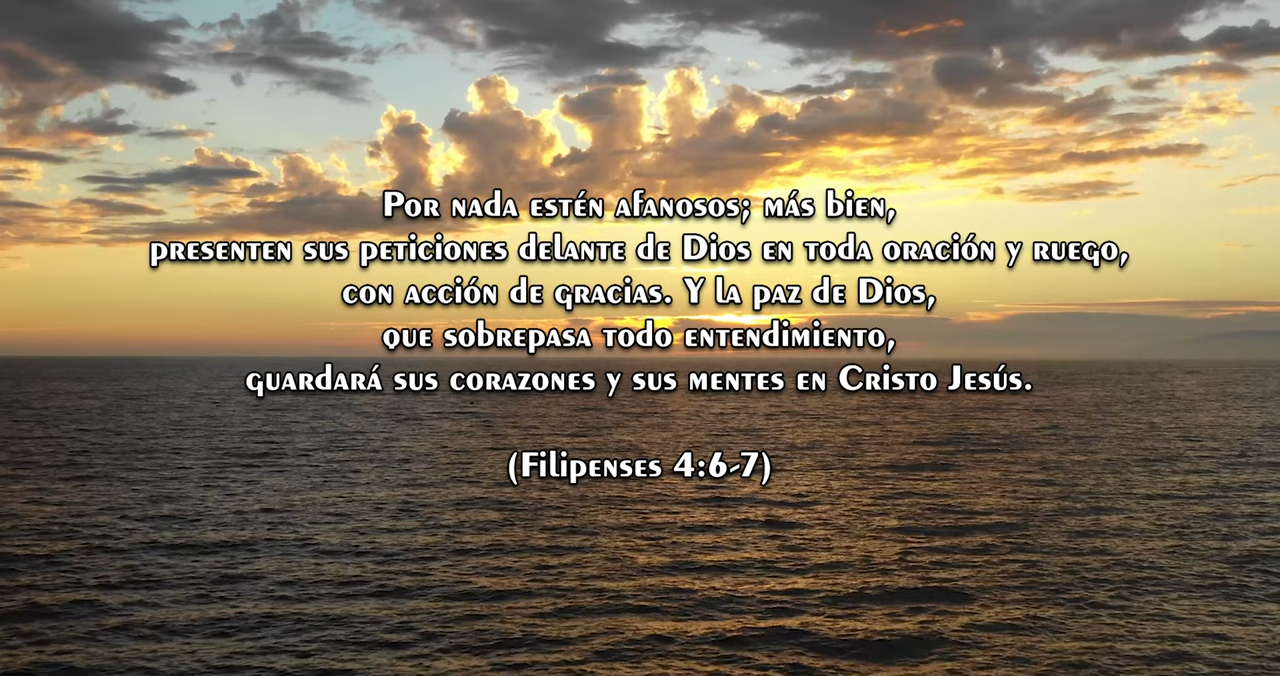 Por nada estén afanosos; más bien,
presenten sus peticiones delante de Dios en toda oración y ruego,
con acción de gracias. Y la paz de Dios,
que sobrepasa todo entendimiento,
guardará sus corazones y sus mentes en Cristo Jesús.
(Filipenses 4:6-7)